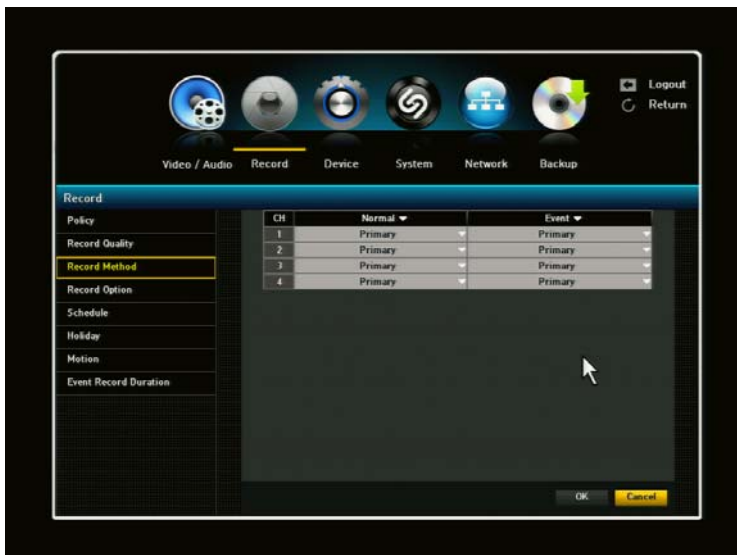 Logout
Return
Video / Audio Record Device System Network Backup
Record
Policy
Record Quality
Record Method
Record Option
Schedule
Holiday
Motion
Event Record Duration
CH Normal Event
1 Primary Primary
2 Primary Primary
3 Primary Primary
4 Primary Primary
OK Cancel